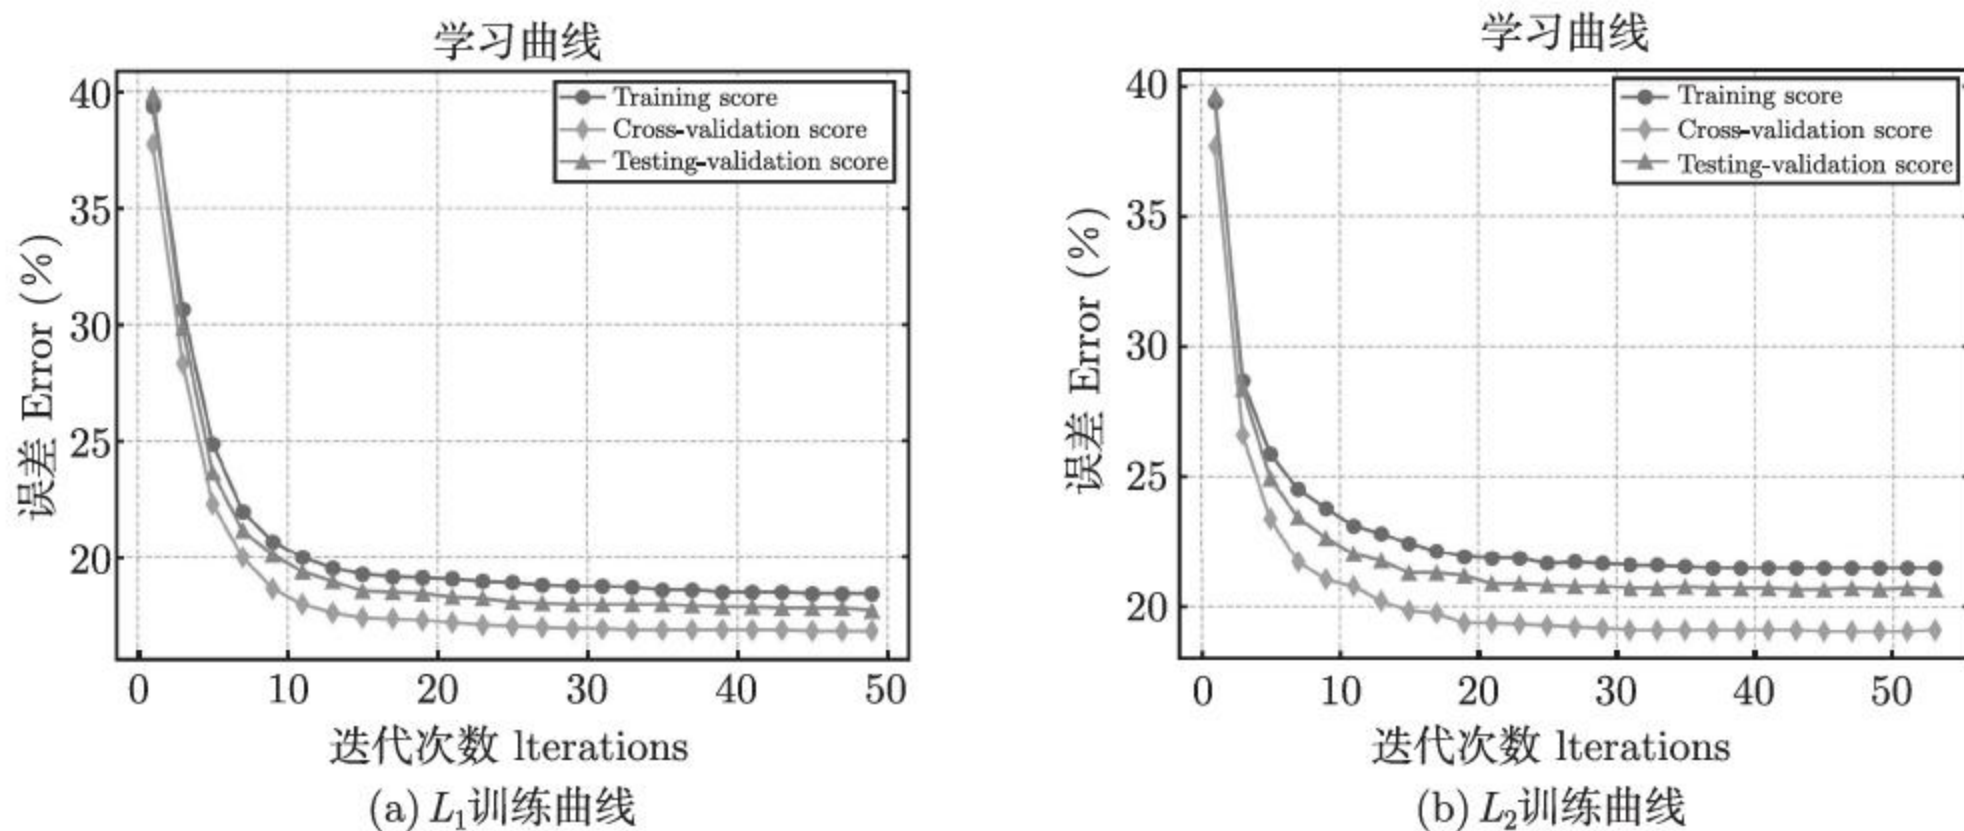 学习曲线
40
35
30
25
20
误差 Error (%)
Training score
Cross-validation score
Testing-validation score
0 10 20 30 40 50
迭代次数 lterations
(a) L₁训练曲线
学习曲线
40
35
30
25
20
误差 Error (%)
Training score
Cross-validation score
Testing-validation score
0 10 20 30 40 50
迭代次数 lterations
(b) L₂训练曲线